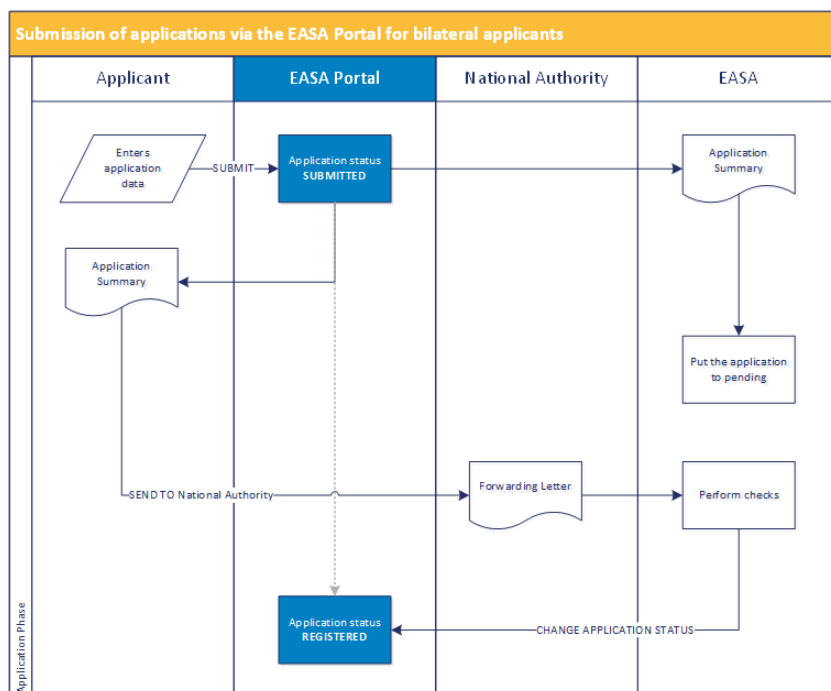 Submission of applications via the EASA Portal for bilateral applicants
Applicant
EASA Portal
National Authority
EASA
Enters
application
data
SUBMIT
Application status
SUBMITTED
Application
Summary
Application
Summary
Put the application
to pending
SEND TO National Authority
Forwarding Letter
Perform checks
Application status
REGISTERED
CHANGE APPLICATION STATUS
Application Phase